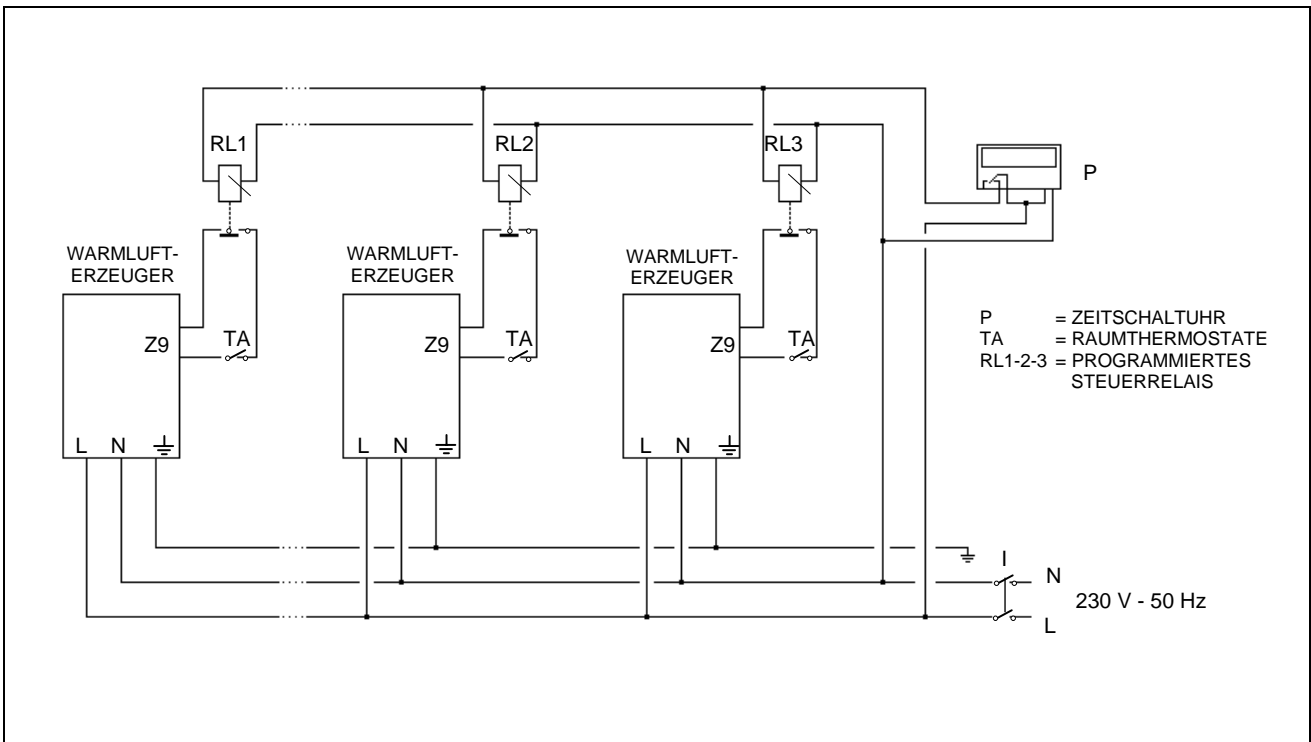 RL1 RL2 RL3
P
WARMLUFT-
ERZEUGER
WARMLUFT-
ERZEUGER
WARMLUFT-
ERZEUGER
Z9 TA Z9 TA Z9 TA
P = ZEITSCHALTUHR
TA = RAUMTHERMOSTATE
RL1-2-3 = PROGRAMMIERTES
STEUERRELAIS
L N L N L N
I
N
230 V - 50 Hz
L